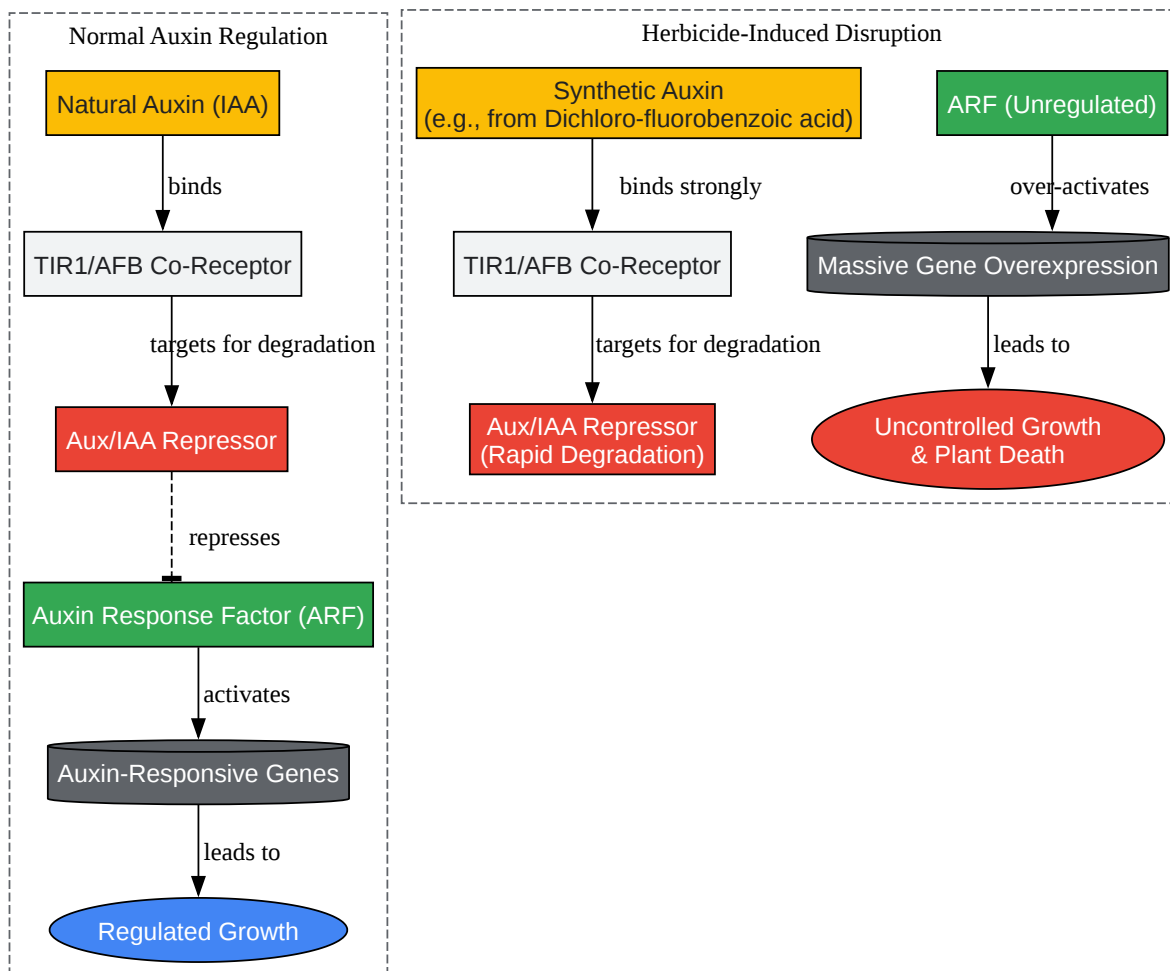 Normal Auxin Regulation
Natural Auxin (IAA)
binds
TIR1/AFB Co-Receptor
targets for degradation
Aux/IAA Repressor
represses
Auxin Response Factor (ARF)
activates
Auxin-Responsive Genes
leads to
Regulated Growth
Herbicide-Induced Disruption
Synthetic Auxin
(e.g., from Dichloro-fluorobenzoic acid)
binds strongly
TIR1/AFB Co-Receptor
targets for degradation
Aux/IAA Repressor
(Rapid Degradation)
ARF (Unregulated)
over-activates
Massive Gene Overexpression
leads to
Uncontrolled Growth
& Plant Death